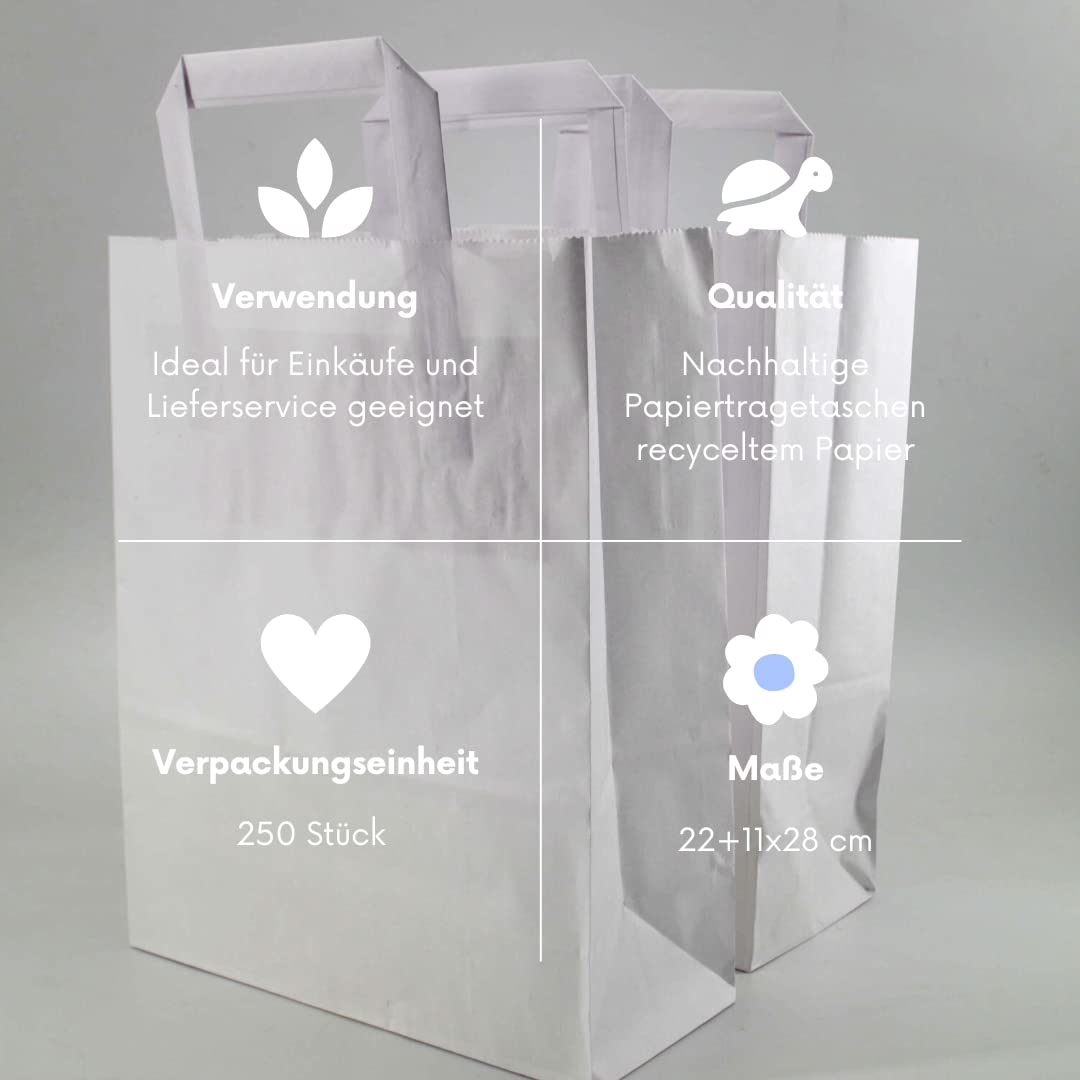 Verwendung
Ideal für Einkäufe und
Lieferservice geeignet
Qualität
Nachhaltige
Papiertragetaschen
recyceltem Papier
Verpackungseinheit
250 Stück
Maße
22+11x28 cm